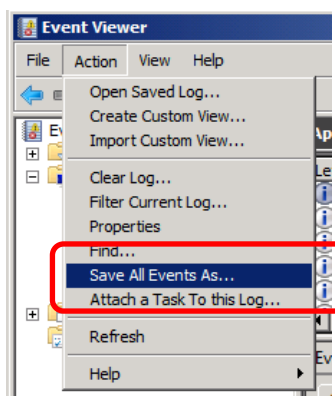 Event Viewer
File Action View Help
Open Saved Log...
Create Custom View...
Import Custom View...
Clear Log...
Filter Current Log...
Properties
Find...
Save All Events As...
Attach a Task To this Log...
Refresh
Help